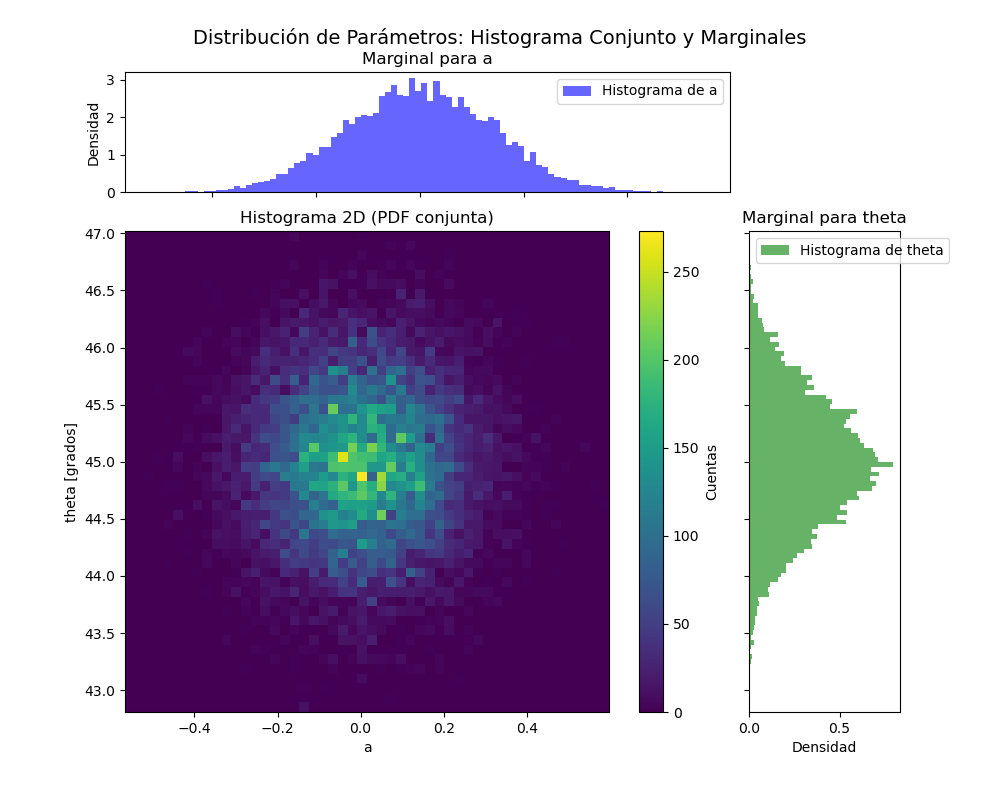 Distribución de Parámetros: Histograma Conjunto y Marginales
Marginal para a
Densidad
3
2
1
0
Histograma de a
Histograma 2D (PDF conjunta)
theta [grados]
47.0
46.5
46.0
45.5
45.0
44.5
44.0
43.5
43.0
−0.4 −0.2 0.0 0.2 0.4
a
250
200
150
100
50
0
Cuentas
Marginal para theta
Histograma de theta
0.0 0.5
Densidad